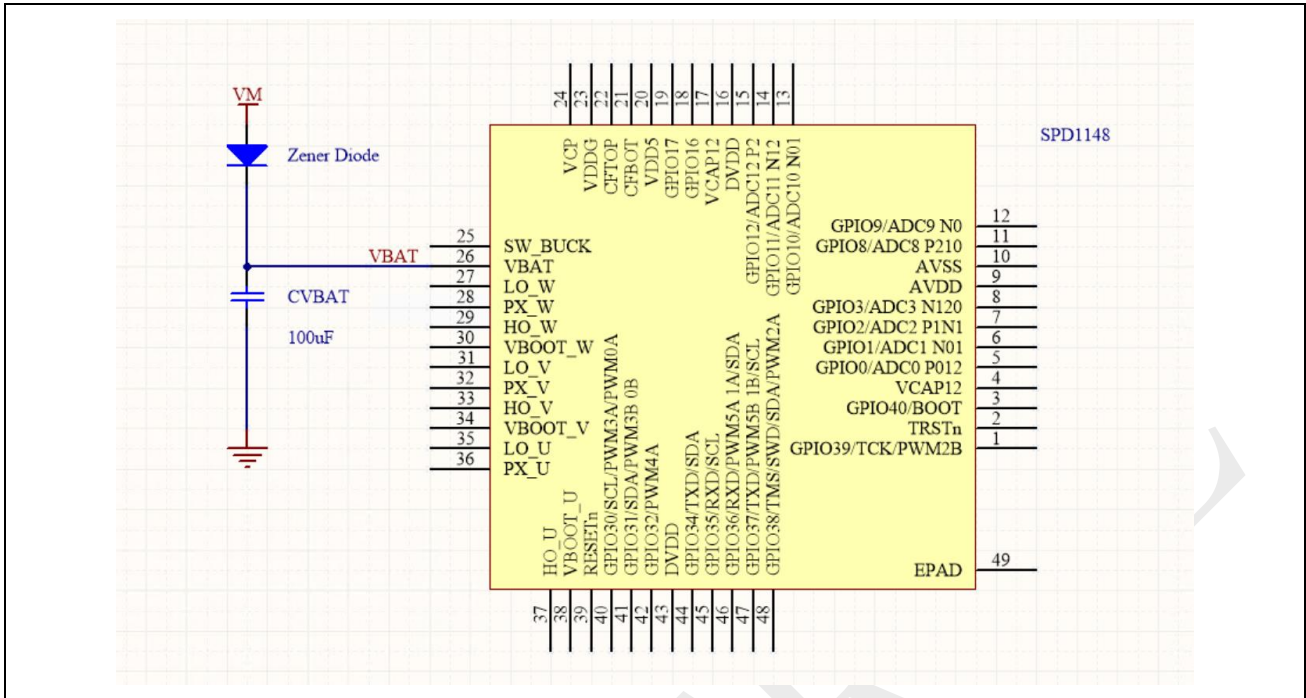 VM
Zener Diode
VBAT
CVBAT
100uF
SPD1148
24
23
22
21
20
19
18
17
16
15
14
13
VCP
VDDG
CFTOP
CFBOT
VDD5
GPIO17
GPIO16
VCAP12
DVDD
GPIO12/ADC12 P2
GPIO11/ADC11 N12
GPIO10/ADC10 N01
25 SW_BUCK
26 VBAT
27 LO_W
28 PX_W
29 HO_W
30 VBOOT_W
31 LO_V
32 PX_V
33 HO_V
34 VBOOT_V
35 LO_U
36 PX_U
GPIO9/ADC9 N0 12
GPIO8/ADC8 P210 11
AVSS 10
AVDD 9
GPIO3/ADC3 N120 8
GPIO2/ADC2 P1N1 7
GPIO1/ADC1 N01 6
GPIO0/ADC0 P012 5
VCAP12 4
GPIO40/BOOT 3
TRSTn 2
GPIO39/TCK/PWM2B 1
EPAD 49
HO_U
VBOOT_U
RESETn
GPIO30/SCL/PWM3A/PWM0A
GPIO31/SDA/PWM3B 0B
GPIO32/PWM4A
DVDD
GPIO34/TXD/SDA
GPIO35/RXD/SCL
GPIO36/RXD/PWM5A 1A/SDA
GPIO37/TXD/PWM5B 1B/SCL
GPIO38/TMS/SWD/SDA/PWM2A
37
38
39
40
41
42
43
44
45
46
47
48